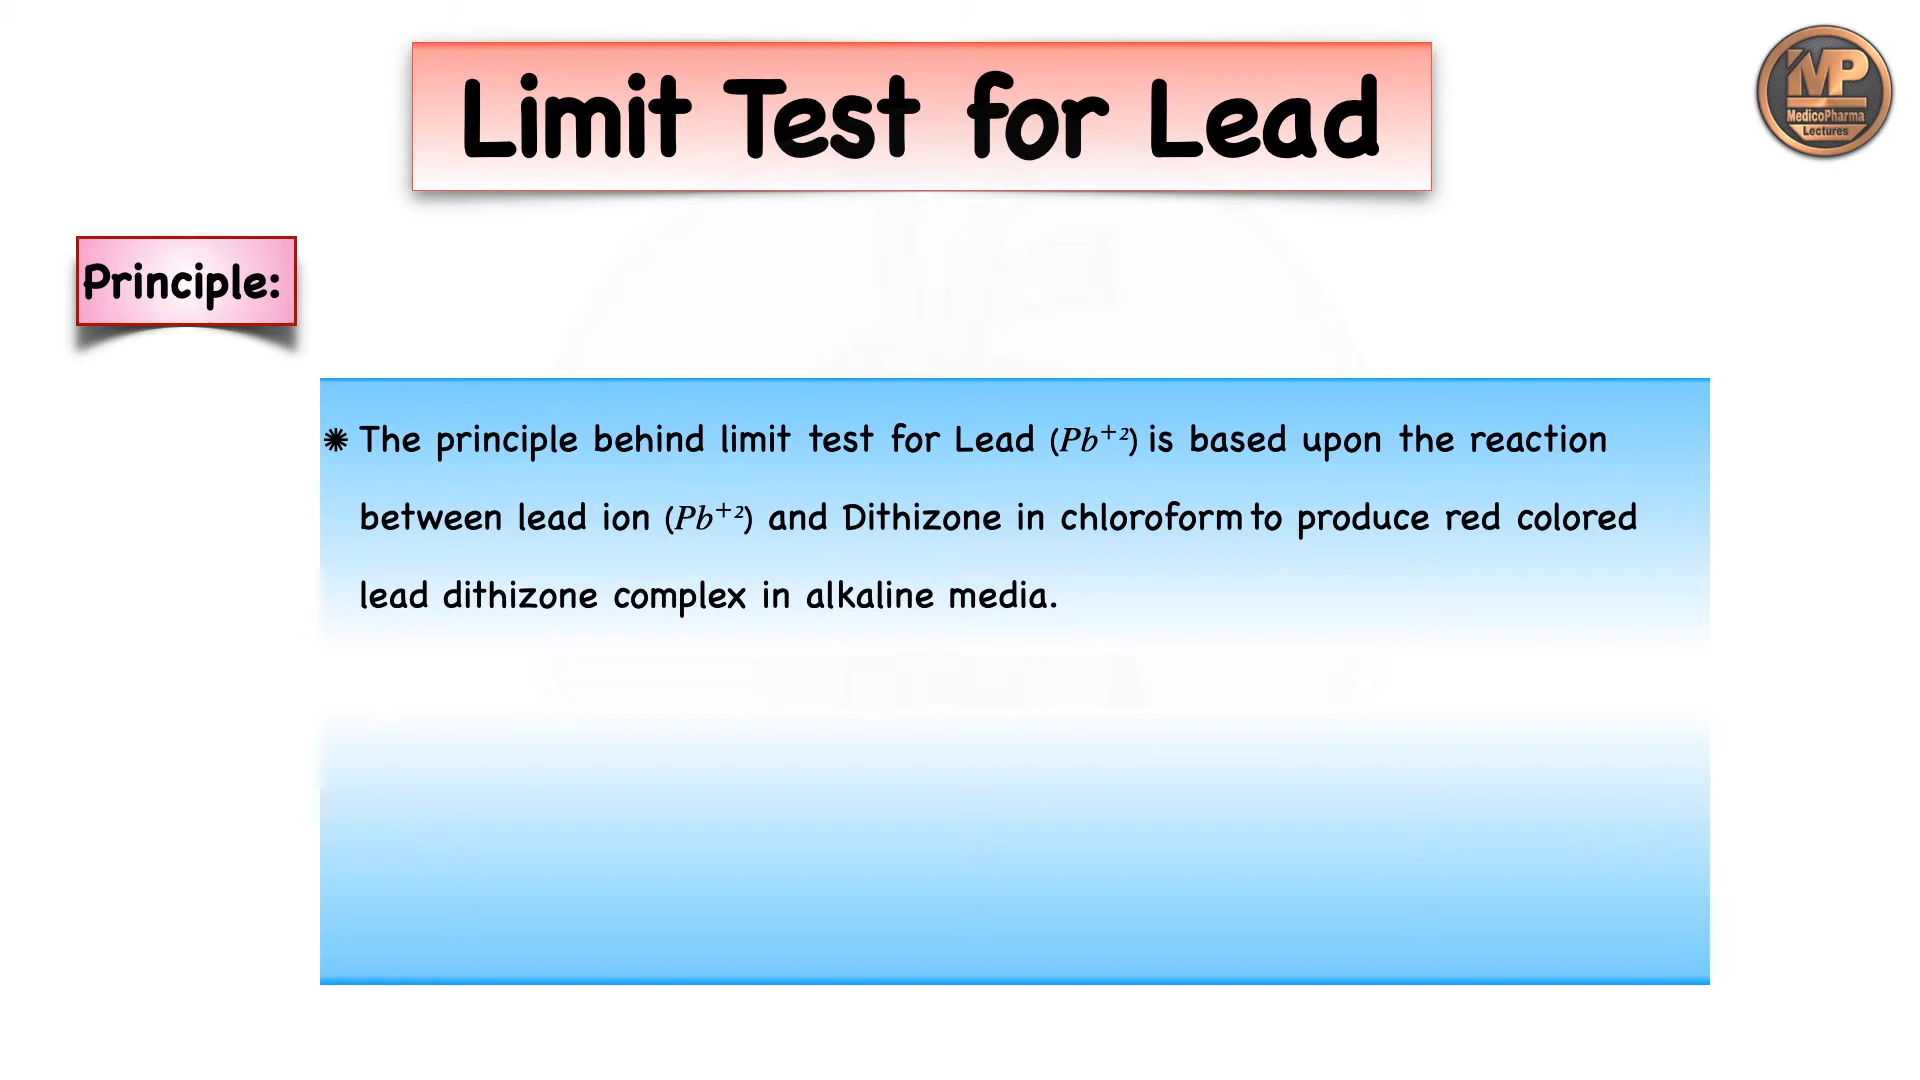 Limit Test for Lead
MP
MedicoPharma
Lectures
Principle:
✺ The principle behind limit test for Lead (Pb⁺²) is based upon the reaction
between lead ion (Pb⁺²) and Dithizone in chloroform to produce red colored
lead dithizone complex in alkaline media.